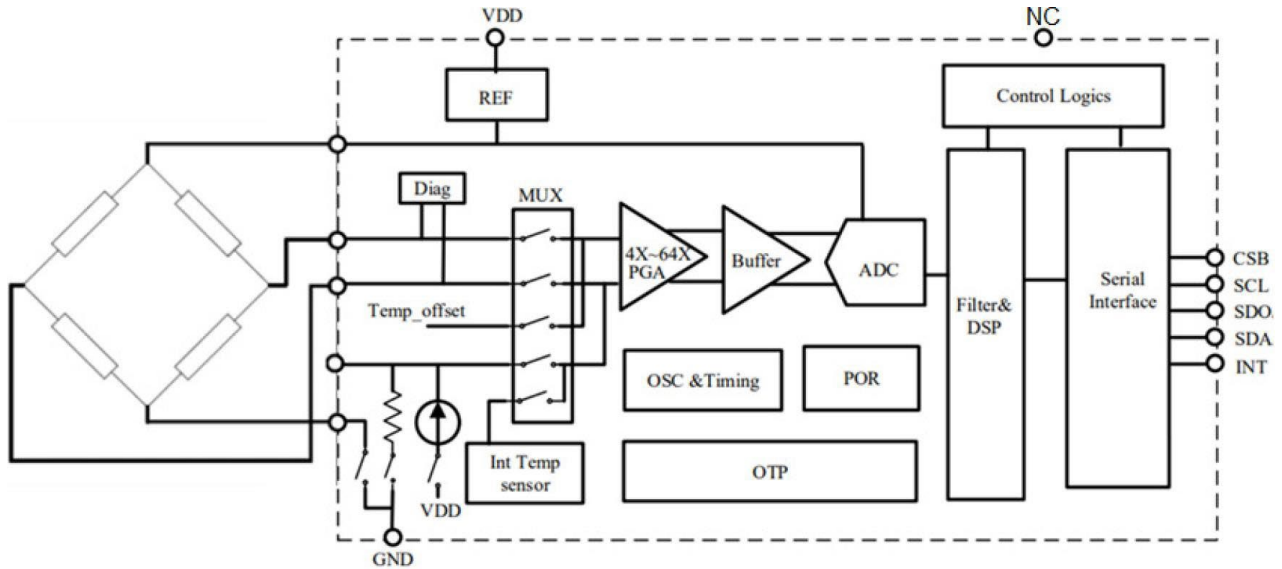 VDD
NC
REF
Control Logics
Diag
MUX
4X~64X
PGA
Buffer
ADC
Temp_offset
Filter&
DSP
Serial
Interface
CSB
SCL
SDO
SDA
INT
OSC &Timing
POR
Int Temp
sensor
OTP
VDD
GND